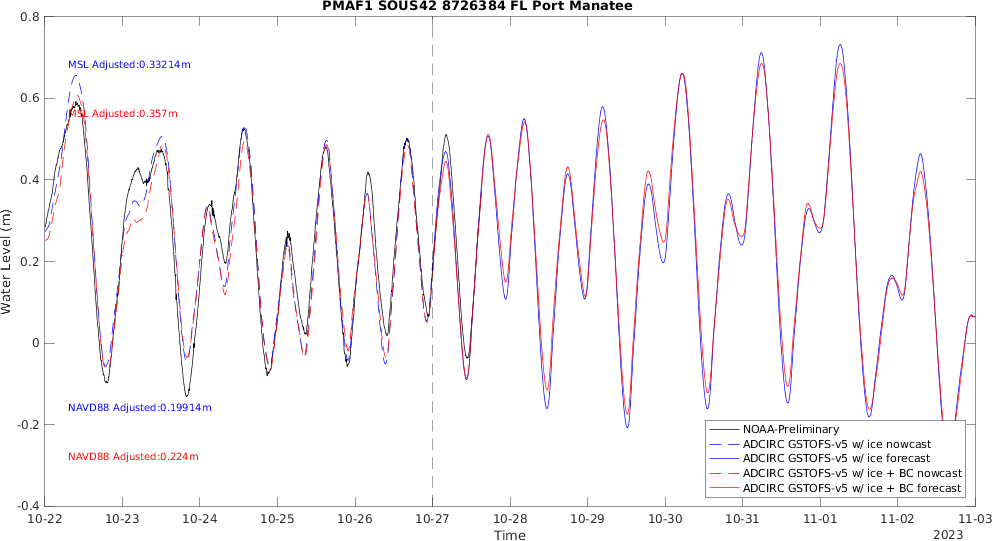 PMAF1 SOUS42 8726384 FL Port Manatee
0.8
0.6
0.4
0.2
0
-0.2
-0.4
Water Level (m)
MSL Adjusted:0.33214m
MSL Adjusted:0.357m
NAVD88 Adjusted:0.19914m
NAVD88 Adjusted:0.224m
NOAA-Preliminary
ADCIRC GSTOFS-v5 w/ ice nowcast
ADCIRC GSTOFS-v5 w/ ice forecast
ADCIRC GSTOFS-v5 w/ ice + BC nowcast
ADCIRC GSTOFS-v5 w/ ice + BC forecast
10-22 10-23 10-24 10-25 10-26 10-27 10-28 10-29 10-30 10-31 11-01 11-02 11-03
Time
2023